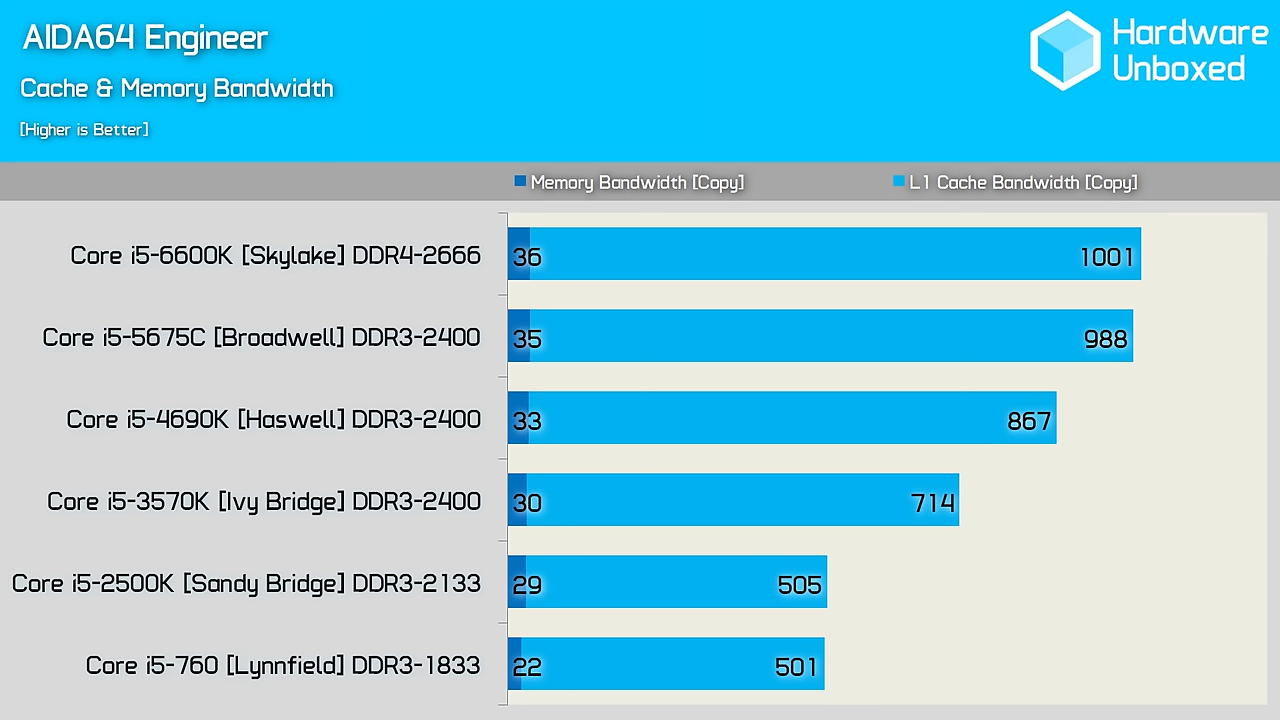 AIDA64 Engineer
Hardware
Unboxed
Cache & Memory Bandwidth
[Higher is Better]
Memory Bandwidth [Copy] L1 Cache Bandwidth [Copy]
Core i5-6600K [Skylake] DDR4-2666 36 1001
Core i5-5675C [Broadwell] DDR3-2400 35 988
Core i5-4690K [Haswell] DDR3-2400 33 867
Core i5-3570K [Ivy Bridge] DDR3-2400 30 714
Core i5-2500K [Sandy Bridge] DDR3-2133 29 505
Core i5-760 [Lynnfield] DDR3-1833 22 501